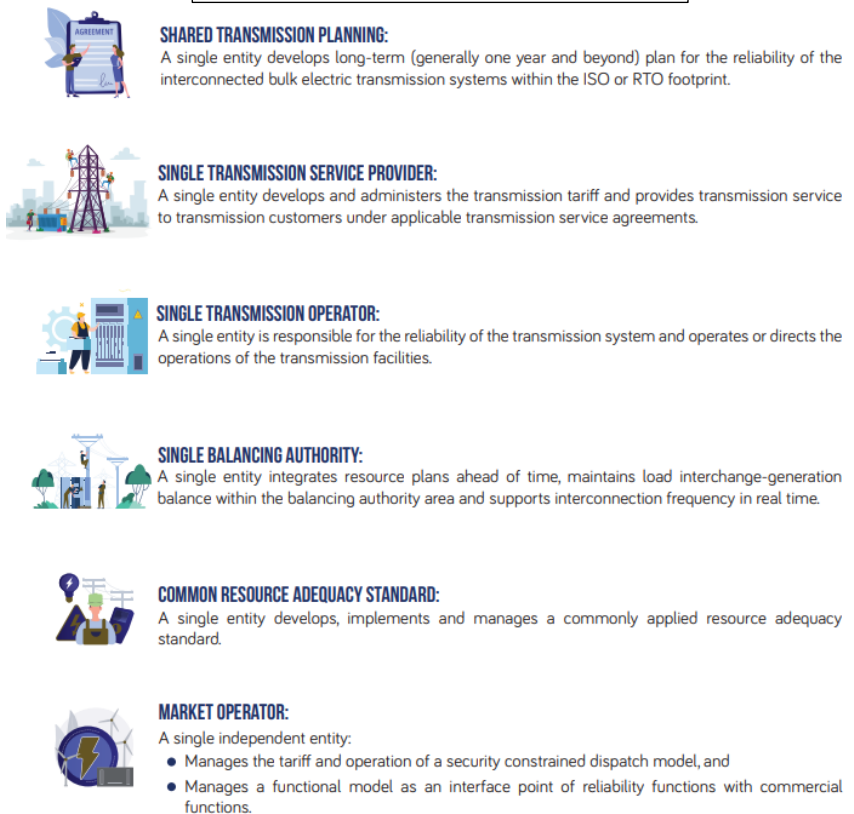 AGREEMENT
SHARED TRANSMISSION PLANNING:
A single entity develops long-term (generally one year and beyond) plan for the reliability of the
interconnected bulk electric transmission systems within the ISO or RTO footprint.
SINGLE TRANSMISSION SERVICE PROVIDER:
A single entity develops and administers the transmission tariff and provides transmission service
to transmission customers under applicable transmission service agreements.
SINGLE TRANSMISSION OPERATOR:
A single entity is responsible for the reliability of the transmission system and operates or directs the
operations of the transmission facilities.
SINGLE BALANCING AUTHORITY:
A single entity integrates resource plans ahead of time, maintains load interchange-generation
balance within the balancing authority area and supports interconnection frequency in real time.
COMMON RESOURCE ADEQUACY STANDARD:
A single entity develops, implements and manages a commonly applied resource adequacy
standard.
MARKET OPERATOR:
A single independent entity:
• Manages the tariff and operation of a security constrained dispatch model, and
• Manages a functional model as an interface point of reliability functions with commercial
functions.